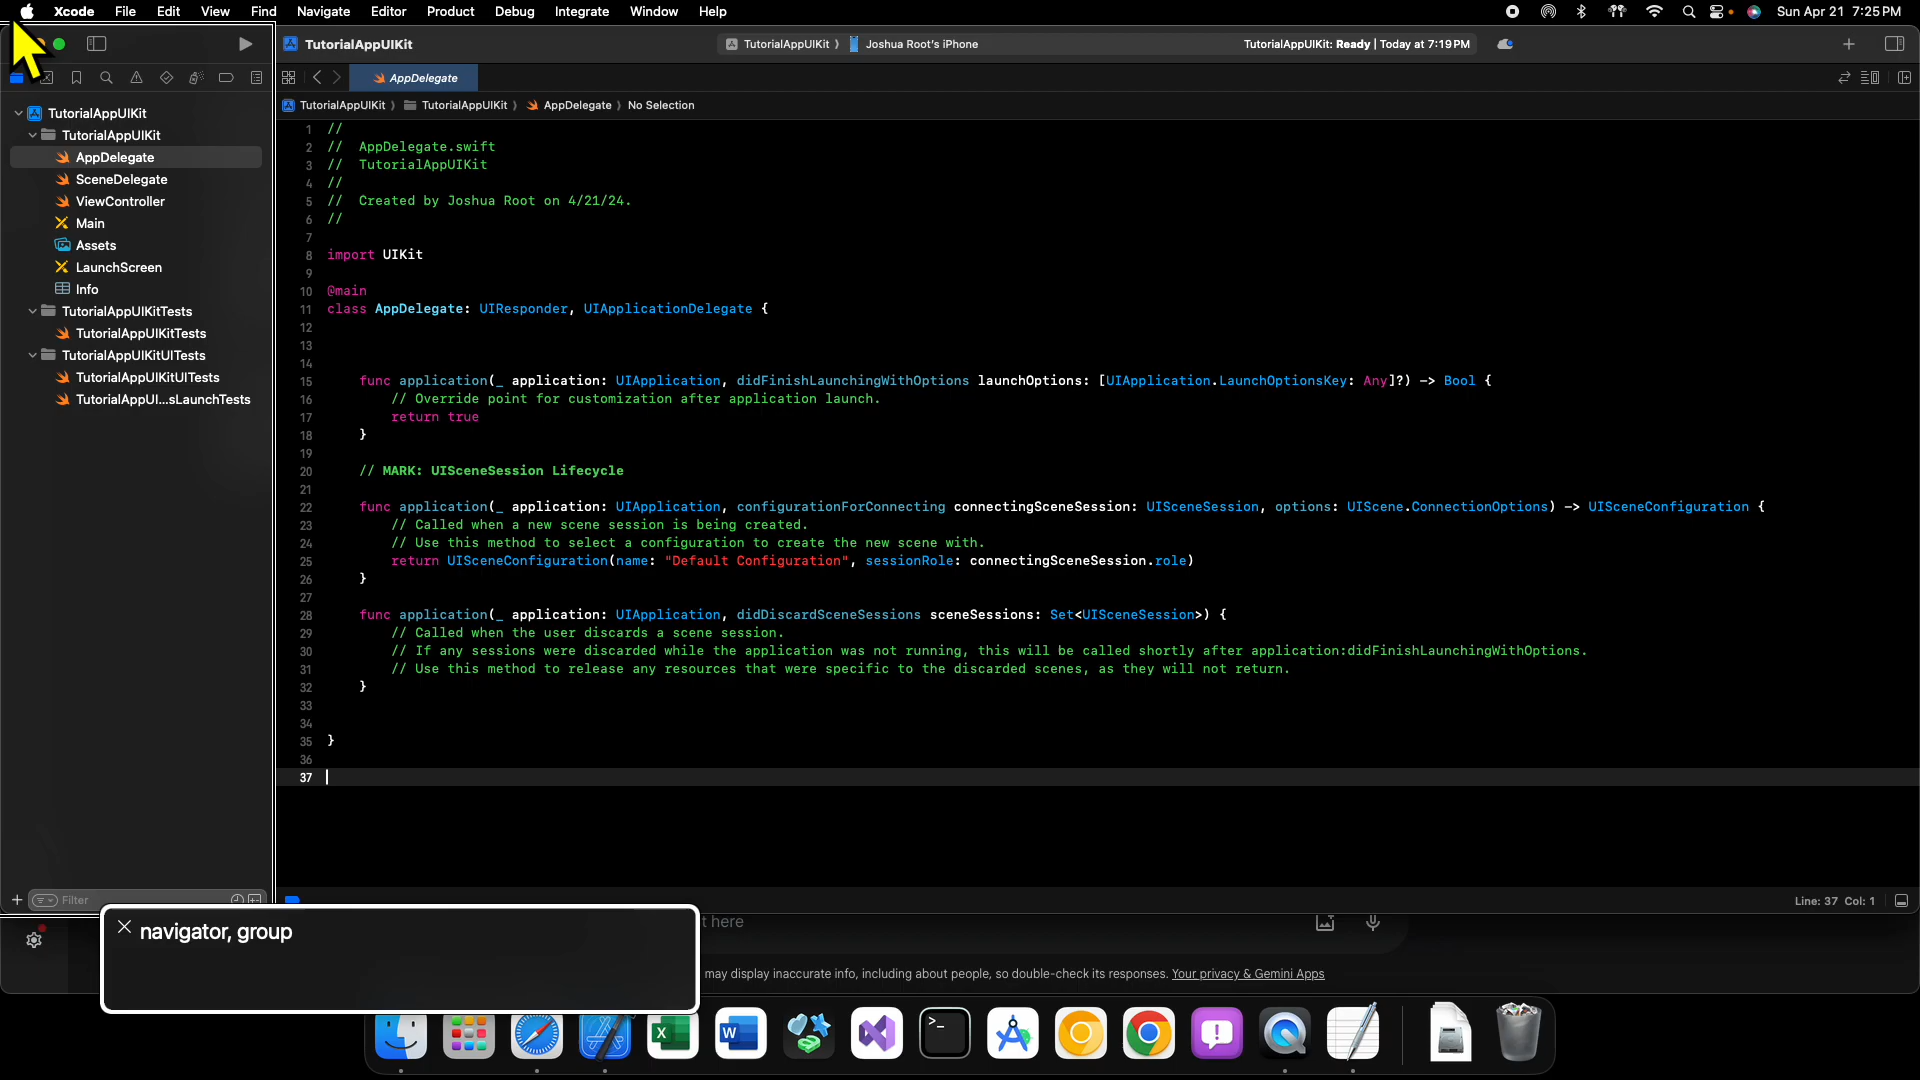 Xcode File Edit View Find Navigate Editor Product Debug Integrate Window Help Sun Apr 21 7:25 PM
TutorialAppUIKit TutorialAppUIKit Joshua Root's iPhone TutorialAppUIKit: Ready | Today at 7:19 PM
AppDelegate
TutorialAppUIKit TutorialAppUIKit AppDelegate No Selection
TutorialAppUIKit
TutorialAppUIKit
AppDelegate
SceneDelegate
ViewController
Main
Assets
LaunchScreen
Info
TutorialAppUIKitTests
TutorialAppUIKitTests
TutorialAppUIKitUITests
TutorialAppUIKitUITests
TutorialAppUI...sLaunchTests
1 //
2 // AppDelegate.swift
3 // TutorialAppUIKit
4 //
5 // Created by Joshua Root on 4/21/24.
6 //
7
8 import UIKit
9
10 @main
11 class AppDelegate: UIResponder, UIApplicationDelegate {
12
13
14
15 func application(_ application: UIApplication, didFinishLaunchingWithOptions launchOptions: [UIApplication.LaunchOptionsKey: Any]?) -> Bool {
16 // Override point for customization after application launch.
17 return true
18 }
19
20 // MARK: UISceneSession Lifecycle
21
22 func application(_ application: UIApplication, configurationForConnecting connectingSceneSession: UISceneSession, options: UIScene.ConnectionOptions) -> UISceneConfiguration {
23 // Called when a new scene session is being created.
24 // Use this method to select a configuration to create the new scene with.
25 return UISceneConfiguration(name: "Default Configuration", sessionRole: connectingSceneSession.role)
26 }
27
28 func application(_ application: UIApplication, didDiscardSceneSessions sceneSessions: Set<UISceneSession>) {
29 // Called when the user discards a scene session.
30 // If any sessions were discarded while the application was not running, this will be called shortly after application:didFinishLaunchingWithOptions.
31 // Use this method to release any resources that were specific to the discarded scenes, as they will not return.
32 }
33
34
35 }
36
37
Filter
Line: 37 Col: 1
navigator, group
t here
may display inaccurate info, including about people, so double-check its responses. Your privacy & Gemini Apps